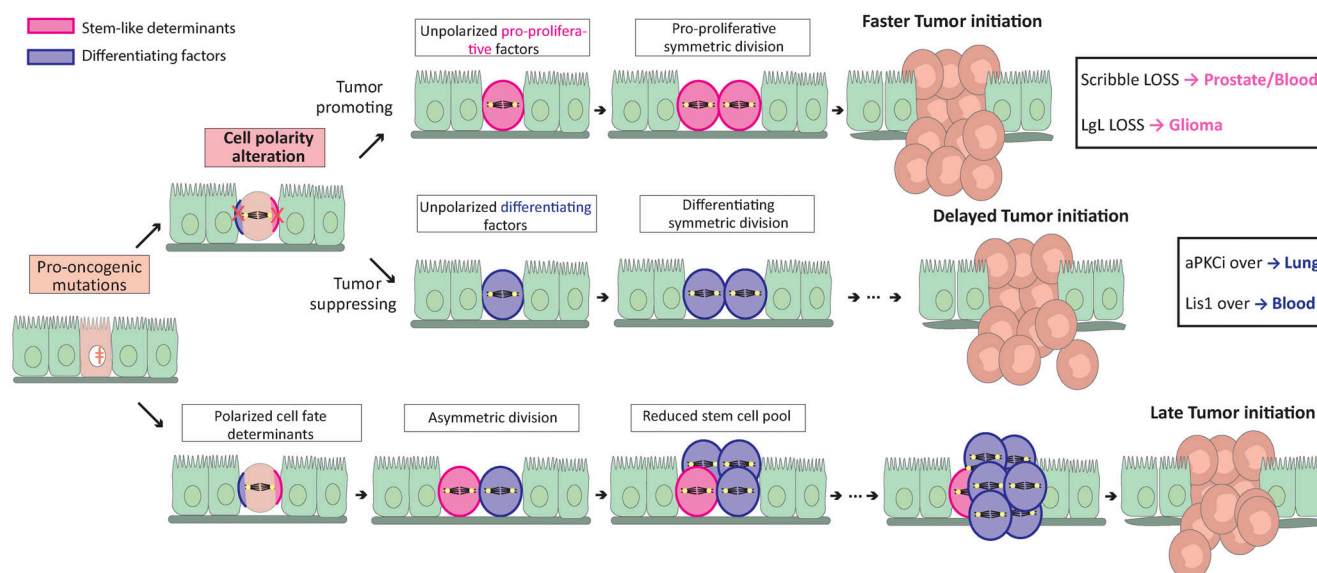 Stem-like determinants
Differentiating factors
Pro-oncogenic
mutations
Cell polarity
alteration
Tumor
promoting
Unpolarized pro-prolifera-
tive factors
Pro-proliferative
symmetric division
Faster Tumor initiation
Scribble LOSS → Prostate/Blood
LgL LOSS → Glioma
Tumor
suppressing
Unpolarized differentiating
factors
Differentiating
symmetric division
...
Delayed Tumor initiation
aPKCi over → Lung
Lis1 over → Blood
Polarized cell fate
determinants
Asymmetric division
Reduced stem cell pool
...
Late Tumor initiation